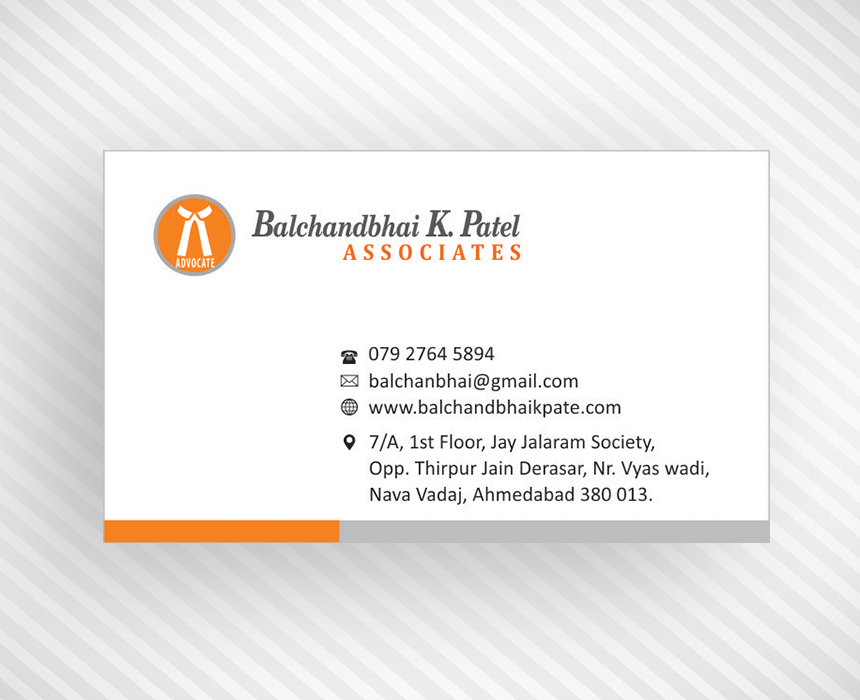 ADVOCATE
Balchandbhai K. Patel
ASSOCIATES
079 2764 5894
balchanbhai@gmail.com
www.balchandbhaikpate.com
7/A, 1st Floor, Jay Jalaram Society,
Opp. Thirpur Jain Derasar, Nr. Vyas wadi,
Nava Vadaj, Ahmedabad 380 013.